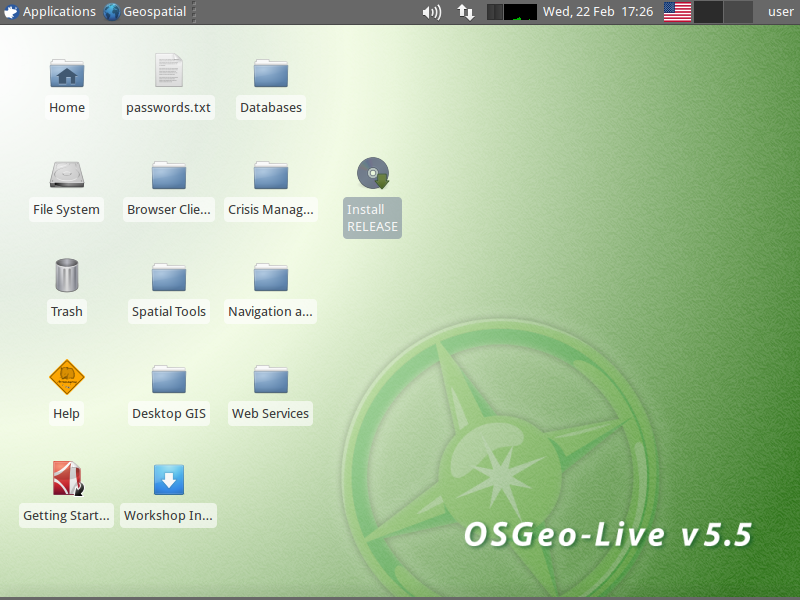 Applications Geospatial Wed, 22 Feb 17:26 user
Home passwords.txt Databases
File System Browser Clie... Crisis Manag... Install
RELEASE
Trash Spatial Tools Navigation a...
Help Desktop GIS Web Services
Getting Start... Workshop In...
OSGeo-Live v5.5